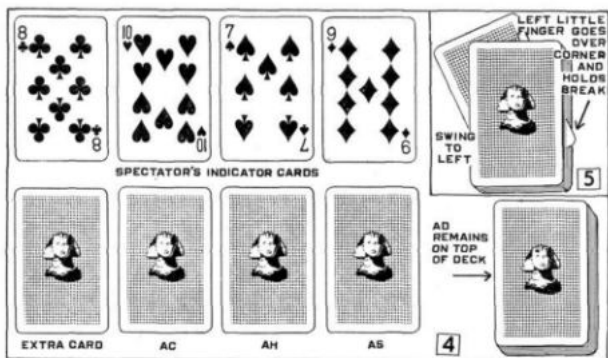 8
8
10
10
7
7
9
9
SPECTATOR'S INDICATOR CARDS
EXTRA CARD
AC
AH
AS
4
AD
REMAINS
ON TOP
OF DECK
LEFT LITTLE
FINGER GOES
OVER
CORNER
AND
HOLDS
BREAK
SWING
TO
LEFT
5